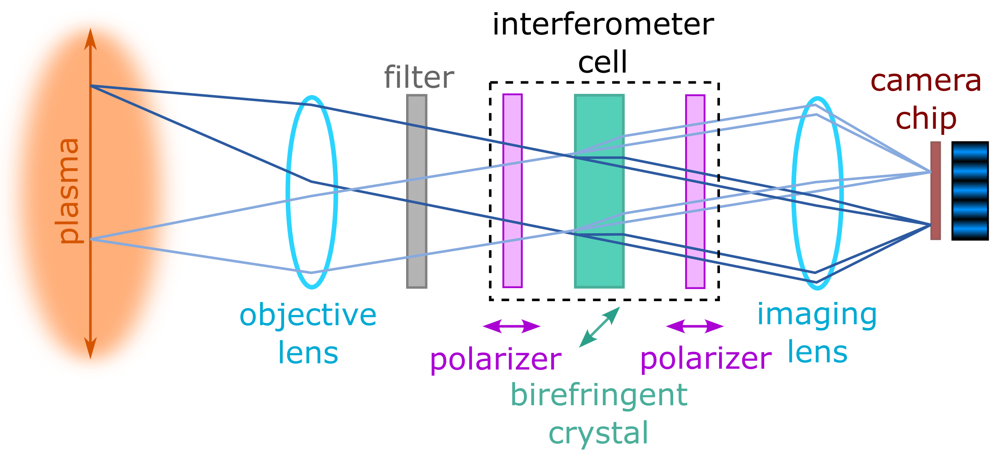 interferometer
cell
filter
camera
chip
plasma
objective
lens
polarizer
birefringent
crystal
polarizer
imaging
lens